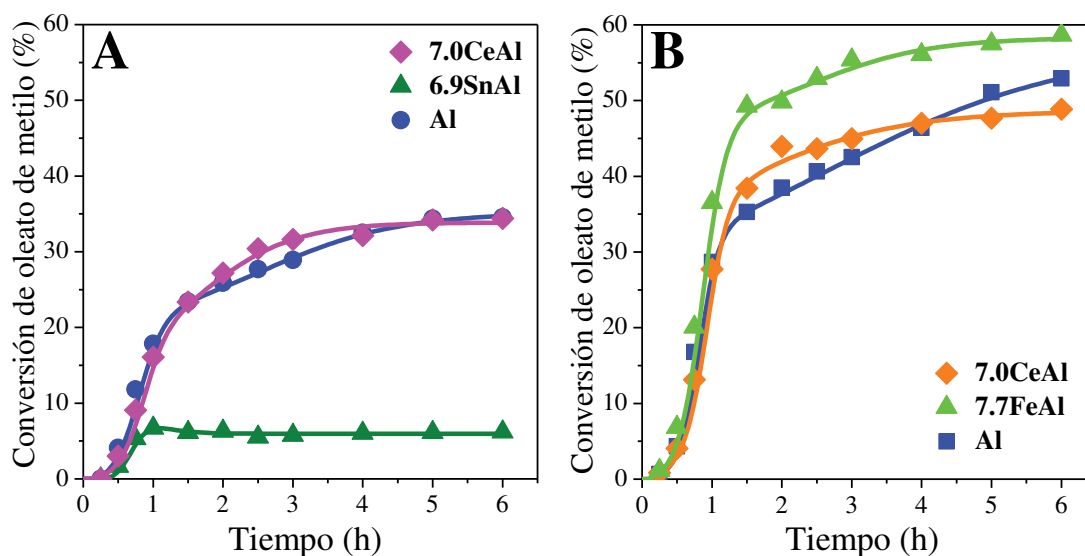 A
7.0CeAl
6.9SnAl
Al
Conversión de oleato de metilo (%)
60
50
40
30
20
10
0
0 1 2 3 4 5 6
Tiempo (h)
B
7.0CeAl
7.7FeAl
Al
Conversión de oleato de metilo (%)
60
50
40
30
20
10
0
0 1 2 3 4 5 6
Tiempo (h)